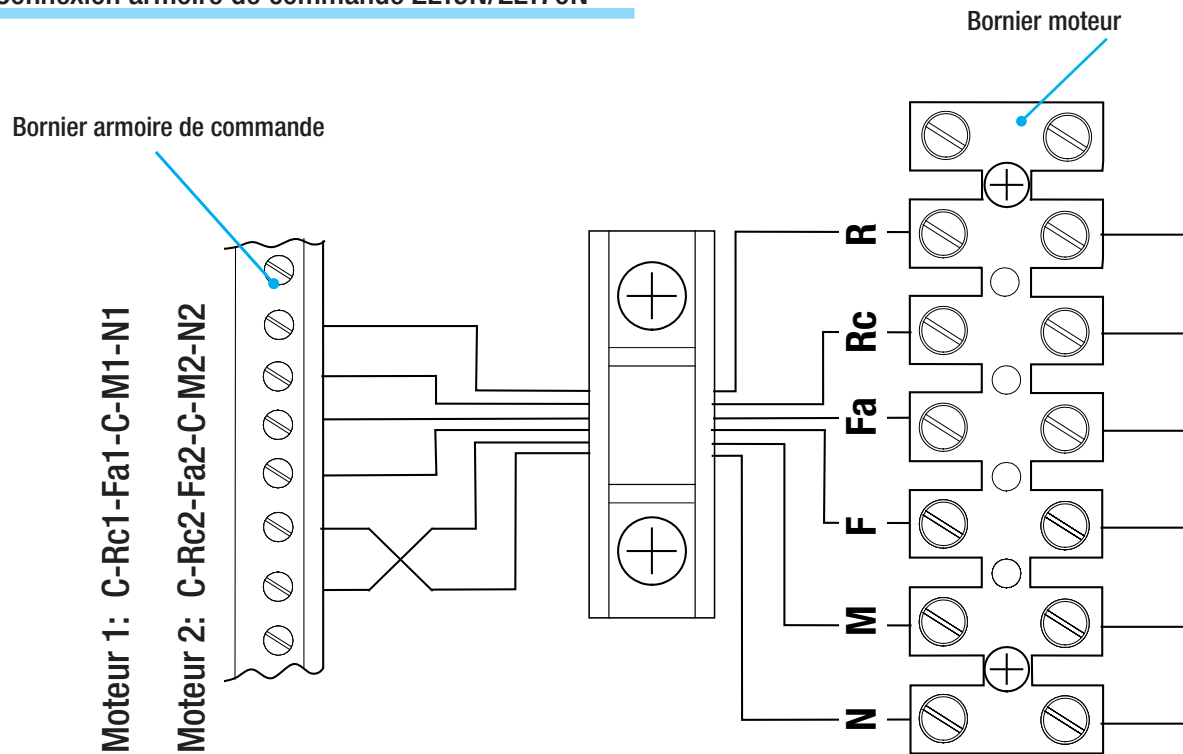 Bornier moteur
Bornier armoire de commande
Moteur 1: C-Rc1-Fa1-C-M1-N1
Moteur 2: C-Rc2-Fa2-C-M2-N2
R
Rc
Fa
F
M
N